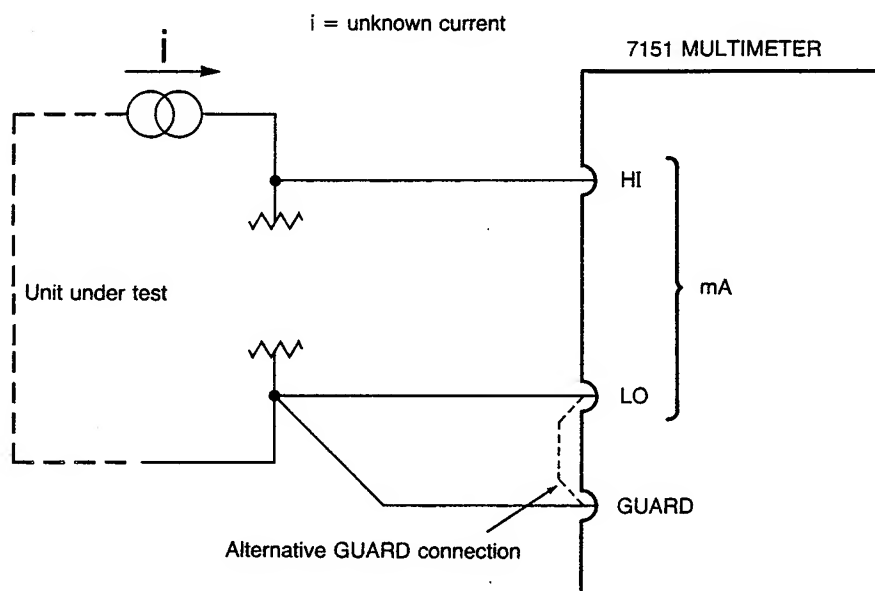 i = unknown current
7151 MULTIMETER
i
HI
Unit under test
mA
LO
GUARD
Alternative GUARD connection